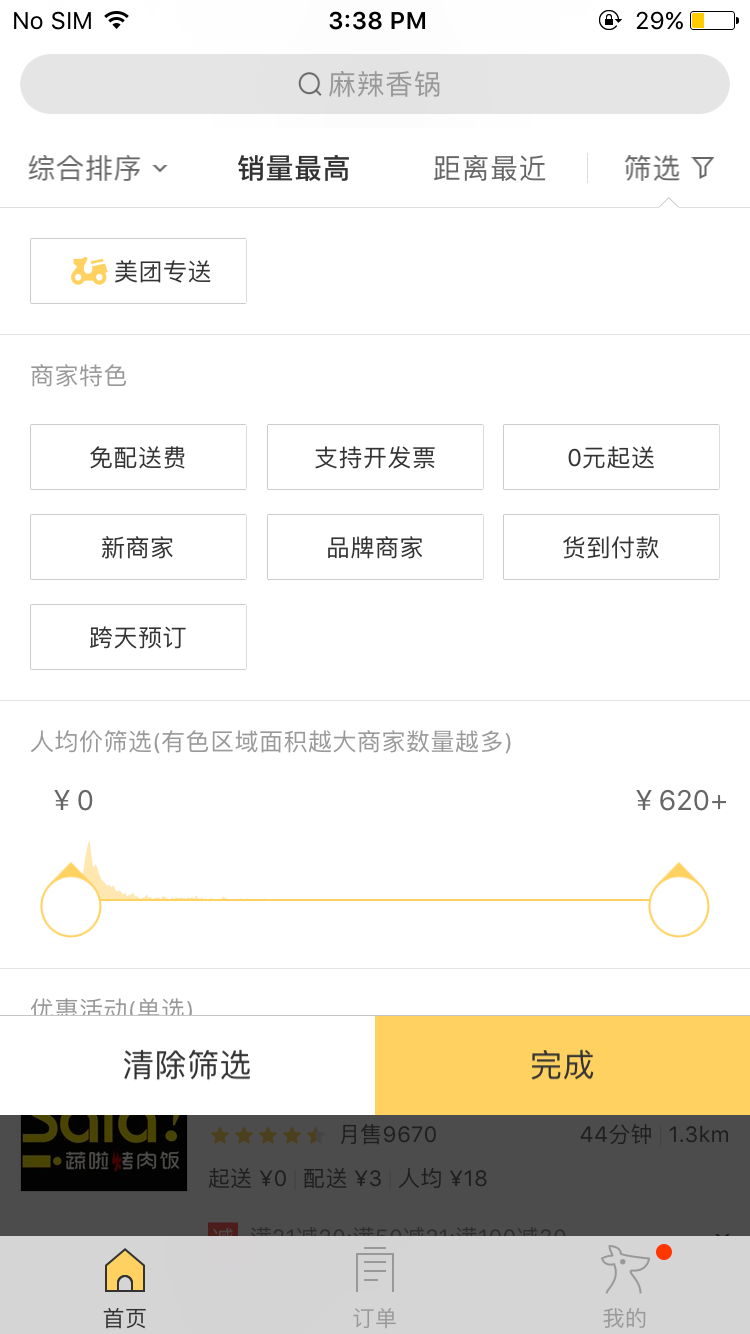 No SIM 3:38 PM 29%
麻辣香锅
综合排序 销量最高 距离最近 筛选
美团专送
商家特色
免配送费 支持开发票 0元起送
新商家 品牌商家 货到付款
跨天预订
人均价筛选(有色区域面积越大商家数量越多)
¥ 0 ¥ 620+
优惠活动(单选)
清除筛选 完成
Sala!
月售9670 44分钟 1.3km
蔬啦烤肉饭
起送 ¥0 配送 ¥3 人均 ¥18
首页 订单 我的